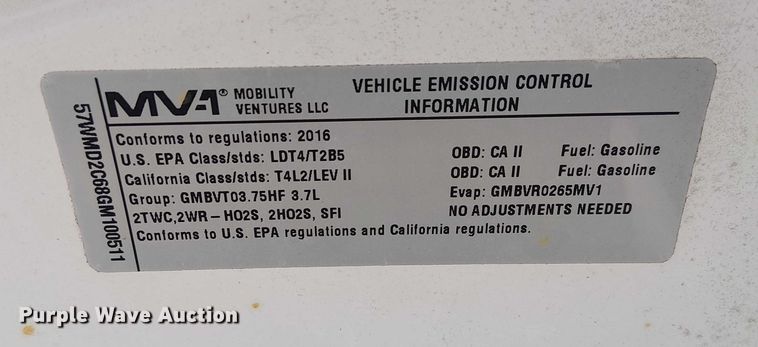 MV-1® MOBILITY VENTURES LLC
VEHICLE EMISSION CONTROL
INFORMATION
Conforms to regulations: 2016
U.S. EPA Class/stds: LDT4/T2B5 OBD: CA II Fuel: Gasoline
California Class/stds: T4L2/LEV II OBD: CA II Fuel: Gasoline
Group: GMBVT03.75HF 3.7L Evap: GMBVR0265MV1
2TWC,2WR – HO2S, 2HO2S, SFI NO ADJUSTMENTS NEEDED
Conforms to U.S. EPA regulations and California regulations.
57WMD2C68GM100511
Purple Wave Auction